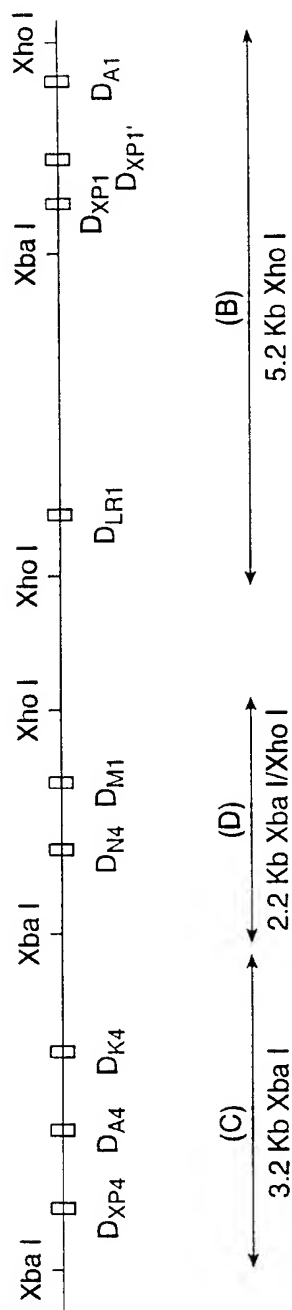 Xba I Xba I Xho I Xho I Xba I Xho I
D_XP4 D_A4 D_K4 D_N4 D_M1 D_LR1 D_XP1 D_XP1' D_A1
(C) (D) (B)
3.2 Kb Xba I 2.2 Kb Xba I/Xho I 5.2 Kb Xho I